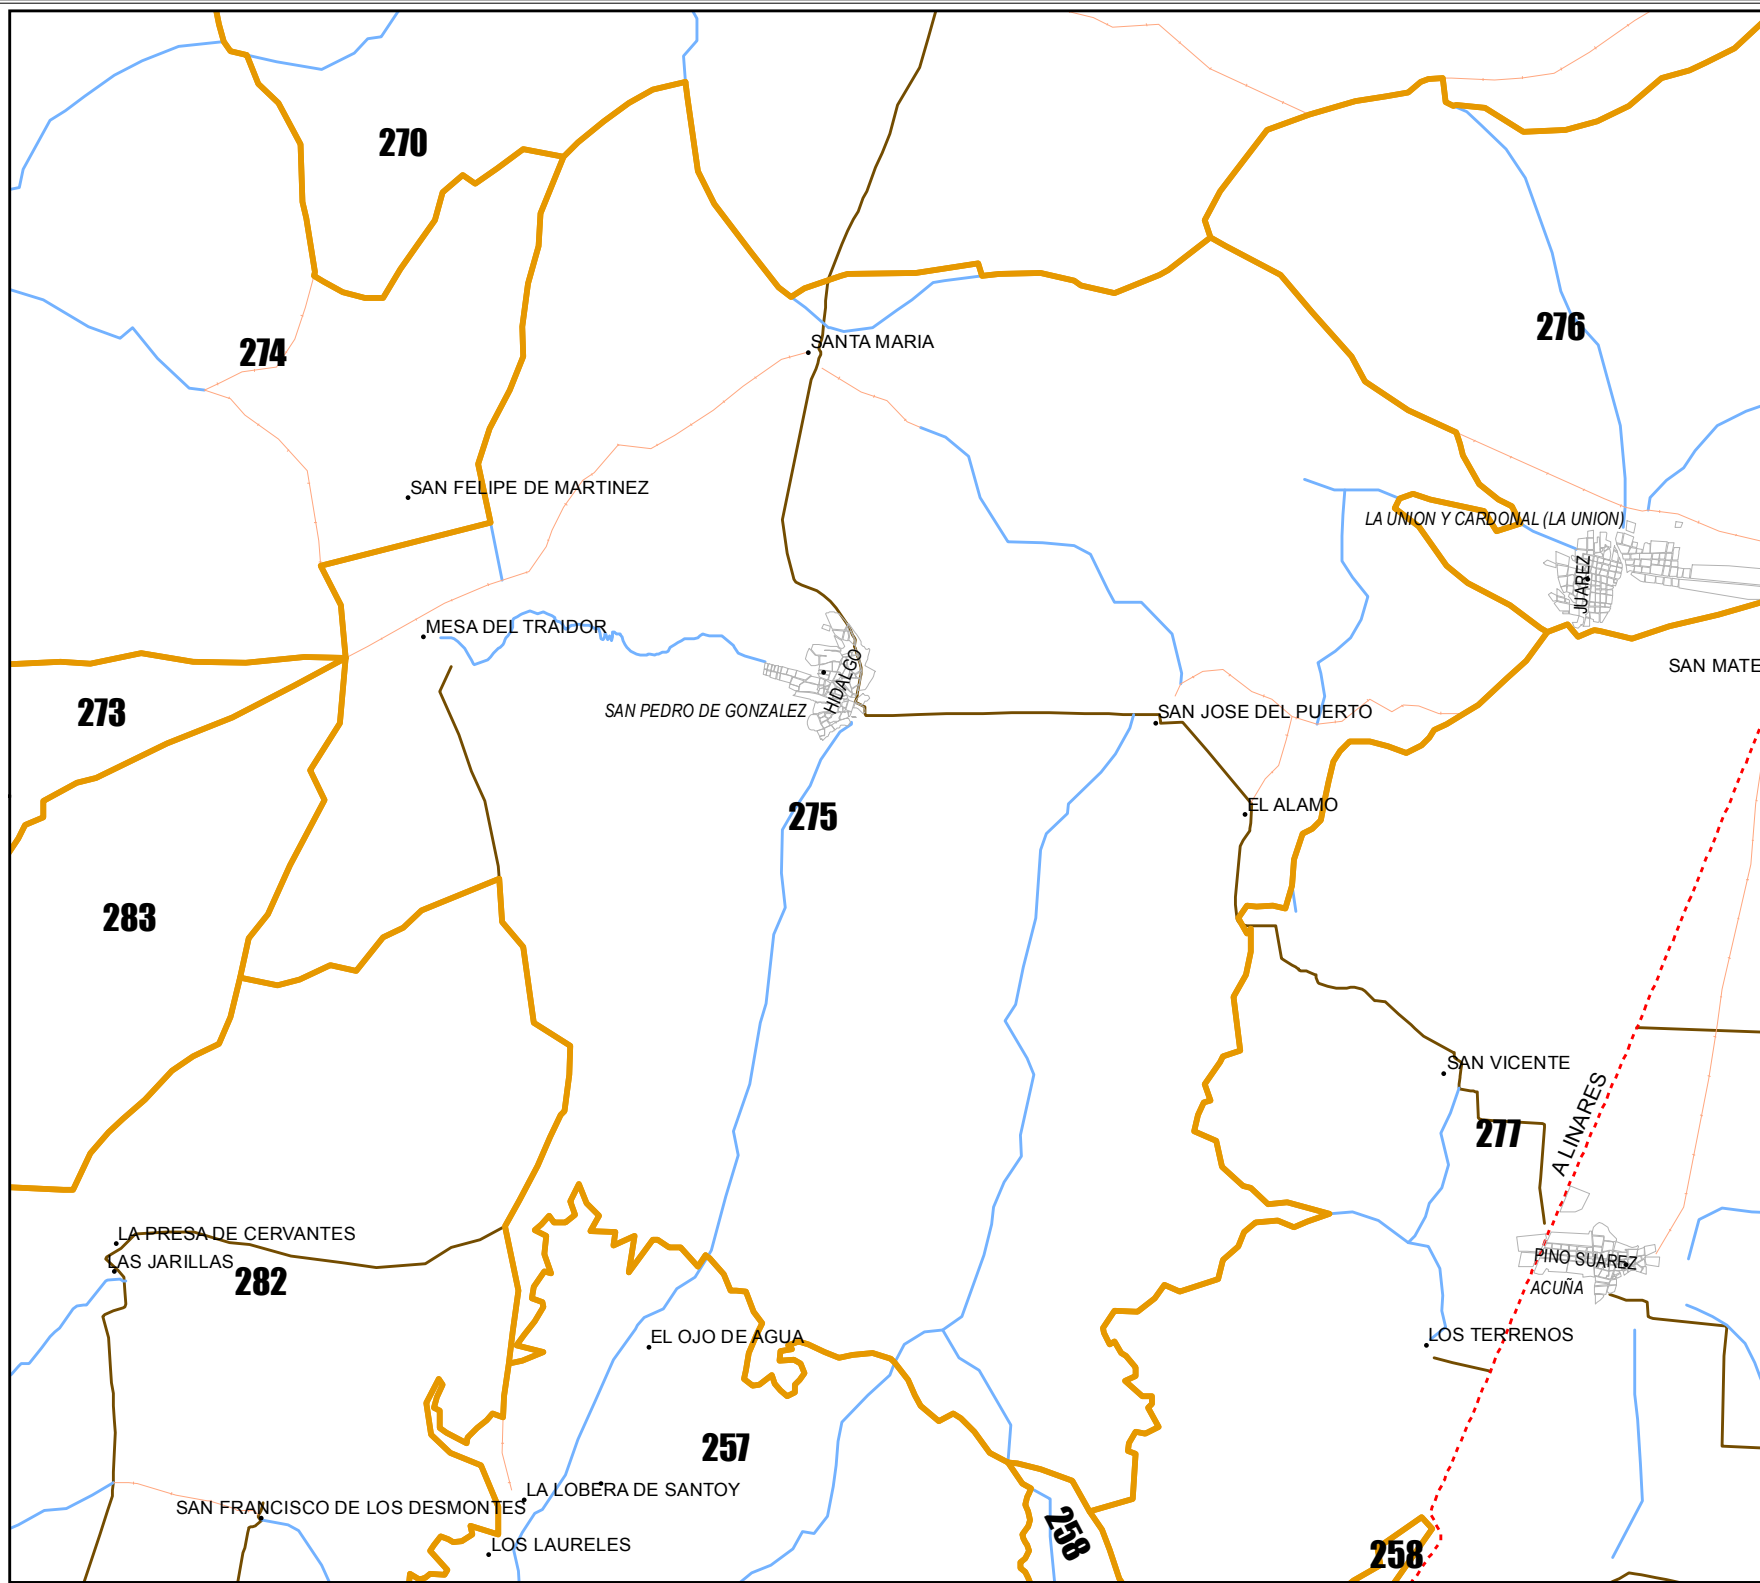 270
276
274
SANTA MARIA
SAN FELIPE DE MARTINEZ
LA UNION Y CARDONAL (LA UNION)
JUAREZ
MESA DEL TRAIDOR
HIDALGO
SAN MATE
273
SAN PEDRO DE GONZALEZ
SAN JOSE DEL PUERTO
275
EL ALAMO
283
SAN VICENTE
277
A LINARES
LA PRESA DE CERVANTES
LAS JARILLAS
282
PINO SUAREZ
ACUÑA
EL OJO DE AGUA
LOS TERRENOS
257
LA LOBERA DE SANTOY
SAN FRANCISCO DE LOS DESMONTES
258
LOS LAURELES
258